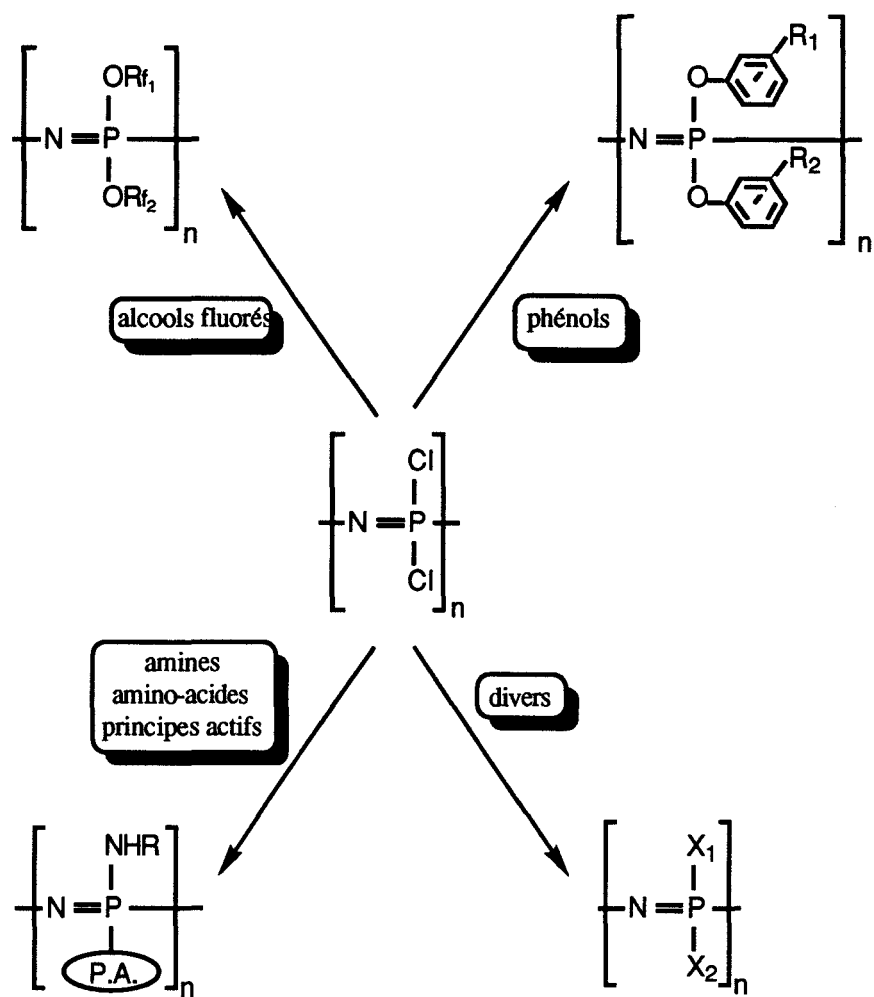 ORf1
N=P
ORf2
n
O R1
N=P
O R2
n
alcools fluorés
phénols
Cl
N=P
Cl
n
amines
amino-acides
principes actifs
divers
NHR
N=P
P.A.
n
X1
N=P
X2
n